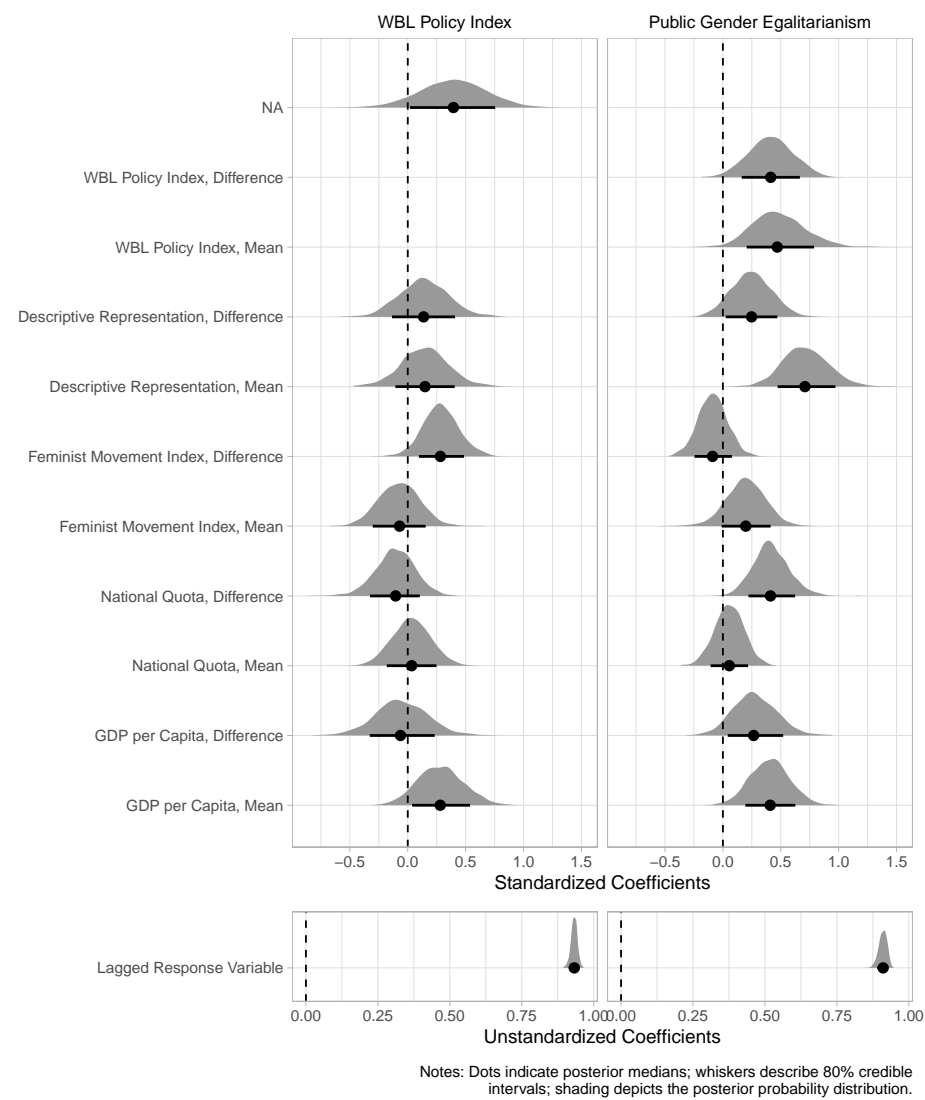 WBL Policy Index
Public Gender Egalitarianism
NA
WBL Policy Index, Difference
WBL Policy Index, Mean
Descriptive Representation, Difference
Descriptive Representation, Mean
Feminist Movement Index, Difference
Feminist Movement Index, Mean
National Quota, Difference
National Quota, Mean
GDP per Capita, Difference
GDP per Capita, Mean
−0.5 0.0 0.5 1.0 1.5 −0.5 0.0 0.5 1.0 1.5
Standardized Coefficients
Lagged Response Variable
0.00 0.25 0.50 0.75 1.00 0.00 0.25 0.50 0.75 1.00
Unstandardized Coefficients
Notes: Dots indicate posterior medians; whiskers describe 80% credible
intervals; shading depicts the posterior probability distribution.